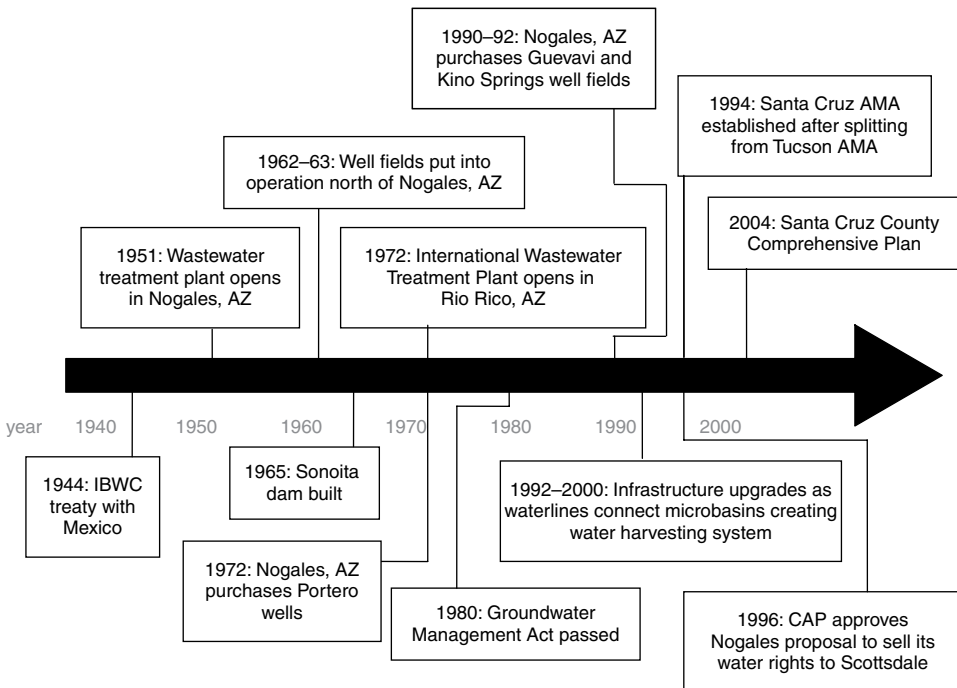 1990–92: Nogales, AZ
purchases Guevavi and
Kino Springs well fields
1994: Santa Cruz AMA
established after splitting
from Tucson AMA
1962–63: Well fields put into
operation north of Nogales, AZ
2004: Santa Cruz County
Comprehensive Plan
1951: Wastewater
treatment plant opens
in Nogales, AZ
1972: International Wastewater
Treatment Plant opens in
Rio Rico, AZ
year 1940 1950 1960 1970 1980 1990 2000
1944: IBWC
treaty with
Mexico
1965: Sonoita
dam built
1992–2000: Infrastructure upgrades as
waterlines connect microbasins creating
water harvesting system
1972: Nogales, AZ
purchases Portero
wells
1980: Groundwater
Management Act passed
1996: CAP approves
Nogales proposal to sell its
water rights to Scottsdale